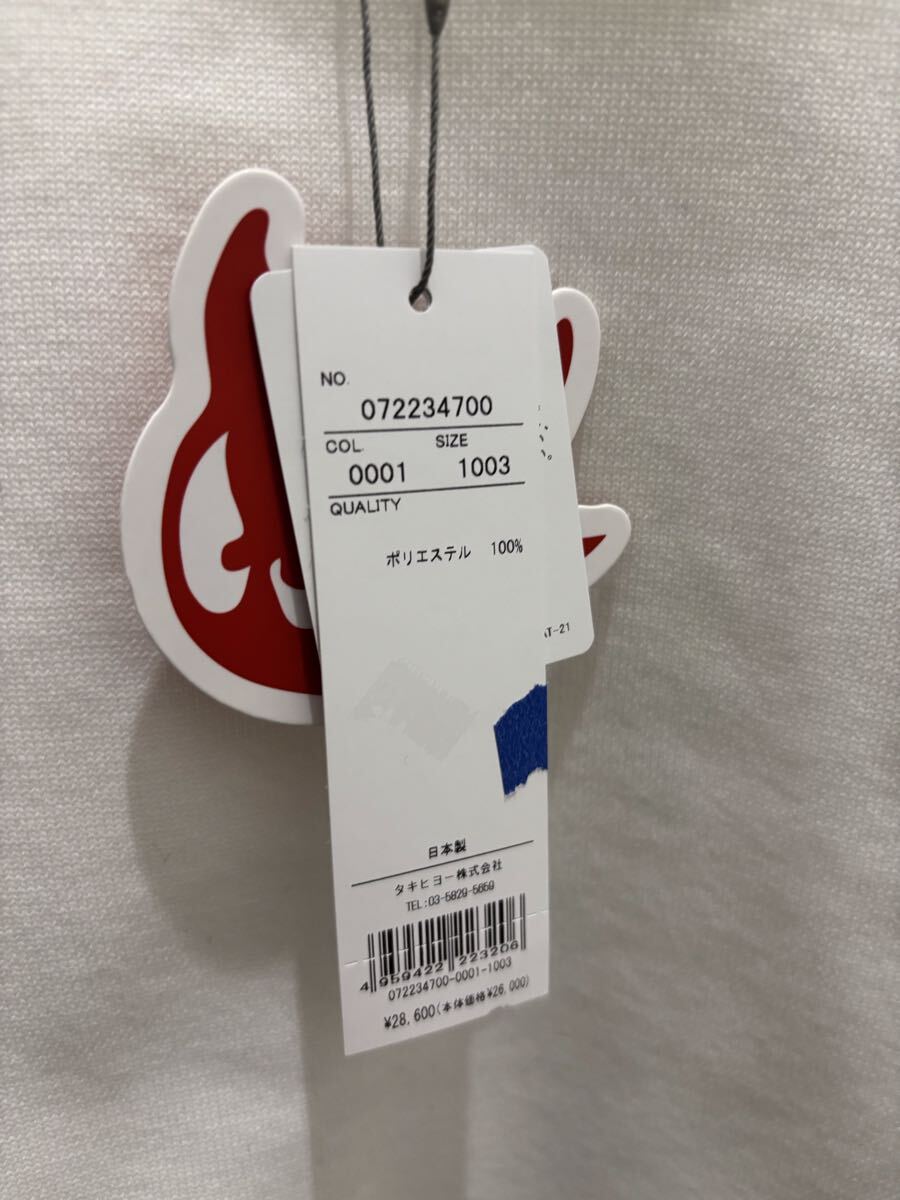 NO.
072234700
COL. SIZE
0001 1003
QUALITY
ポリエステル 100%
-21
日本製
タキヒヨー株式会社
TEL:03-5829-5659
4 959422 223206
072234700-0001-1003
¥28,600(本体価格¥26,000)